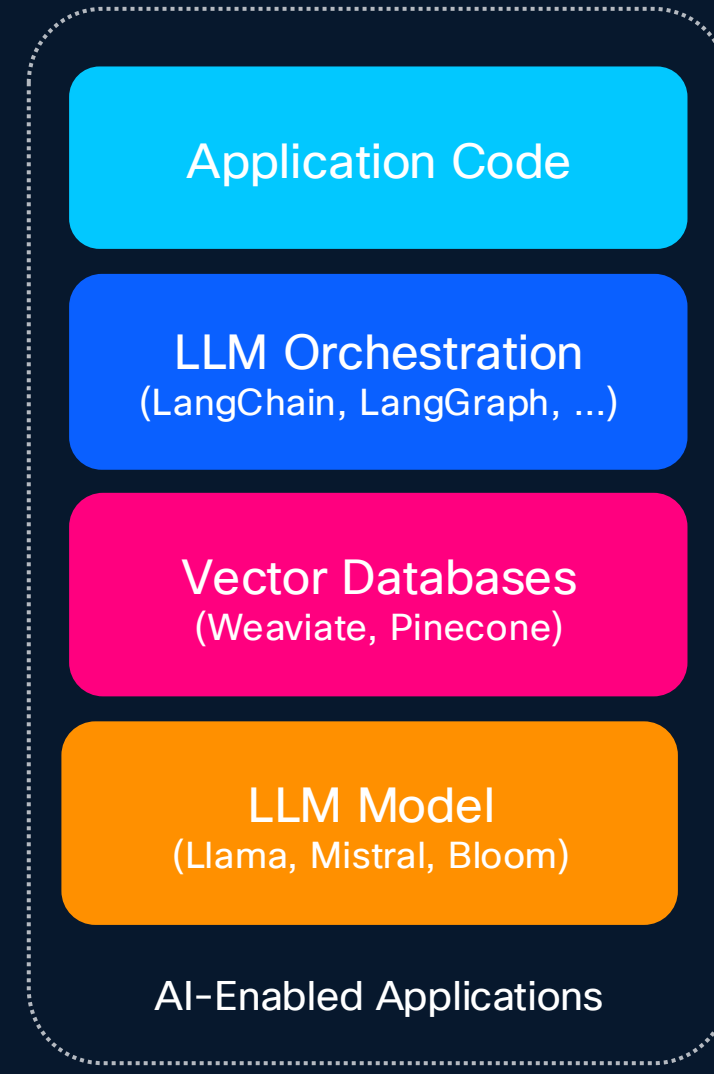 Application Code
LLM Orchestration
(LangChain, LangGraph, ...)
Vector Databases
(Weaviate, Pinecone)
LLM Model
(Llama, Mistral, Bloom)
AI-Enabled Applications